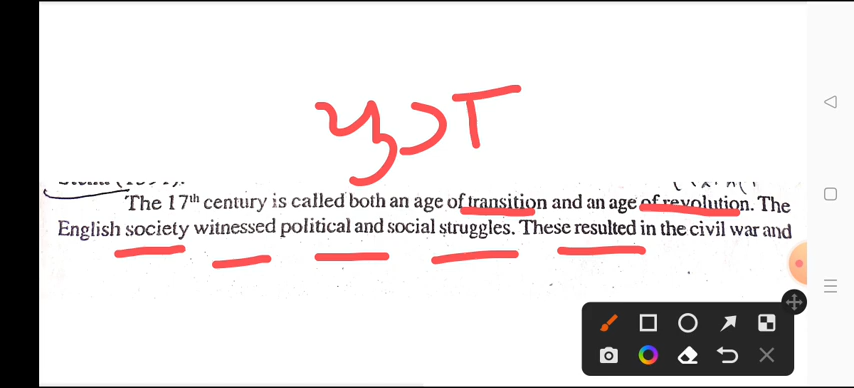 युग
The 17th century is called both an age of transition and an age of revolution. The
English society witnessed political and social struggles. These resulted in the civil war and